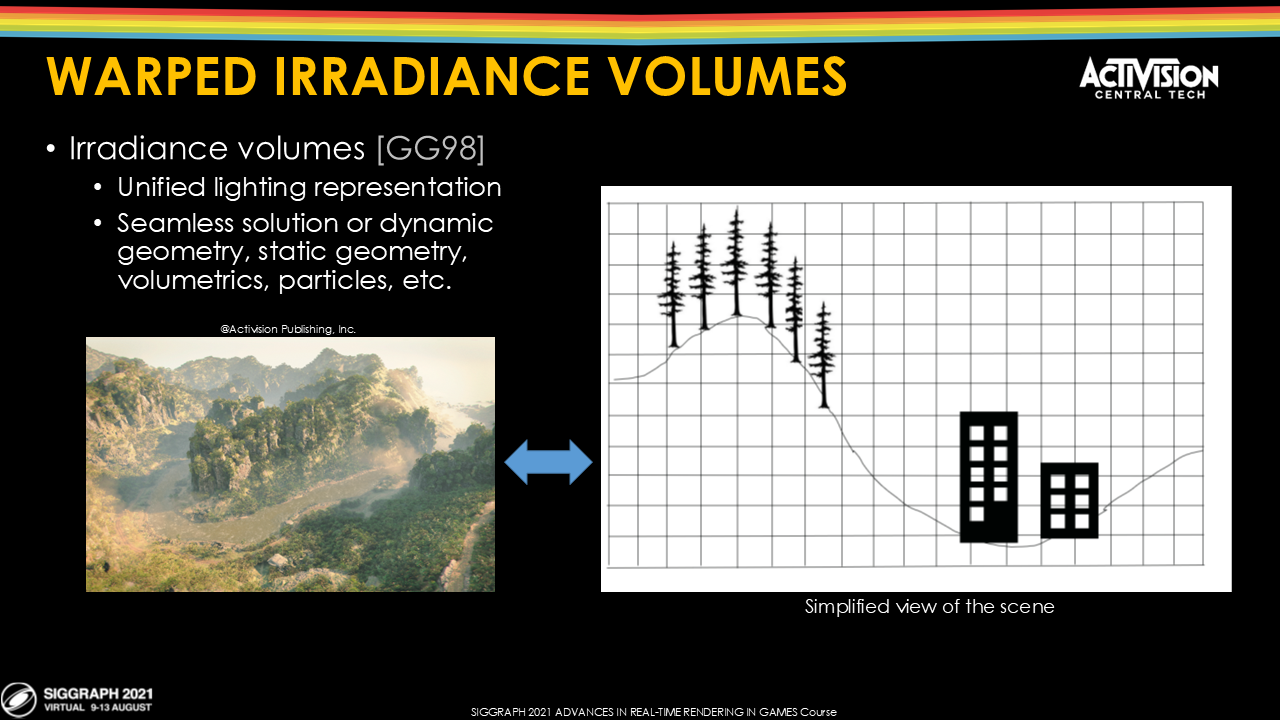 WARPED IRRADIANCE VOLUMES
ACTIVISION
CENTRAL TECH
• Irradiance volumes [GG98]
• Unified lighting representation
• Seamless solution or dynamic
geometry, static geometry,
volumetrics, particles, etc.
@Activision Publishing, Inc.
Simplified view of the scene
SIGGRAPH 2021
VIRTUAL 9-13 AUGUST
SIGGRAPH 2021 ADVANCES IN REAL-TIME RENDERING IN GAMES Course